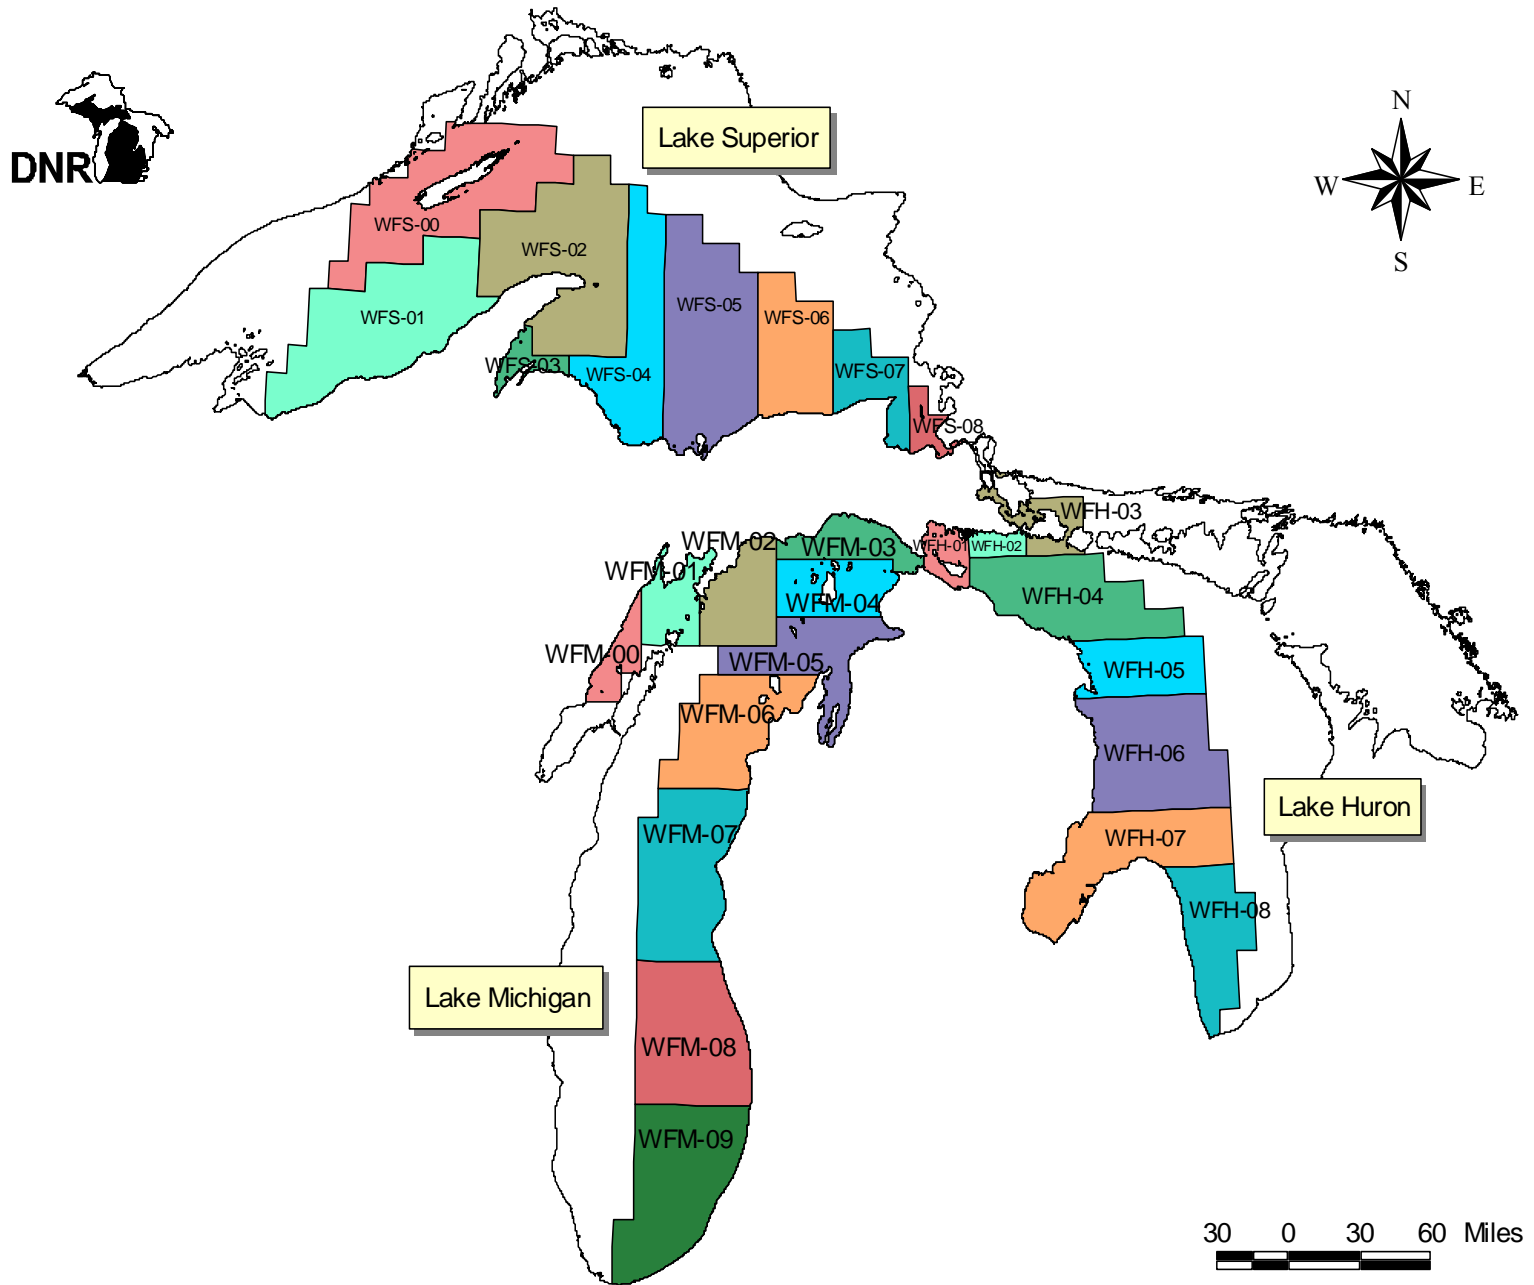 Lake Superior
N
DNR
W
E
WFS-00
WFS-02
S
WFS-05
WFS-01
WFS-06
WFS-03
WFS-04
WFS-07
WFS-08
WFH-03
WFM-02
WFM-03
WFH-01
WFH-02
WFM-01
WFM-04
WFH-04
WFM-00
WFM-05
WFH-05
WFM-06
WFH-06
Lake Huron
WFM-07
WFH-07
WFH-08
Lake Michigan
WFM-08
WFM-09
30 0 30 60 Miles